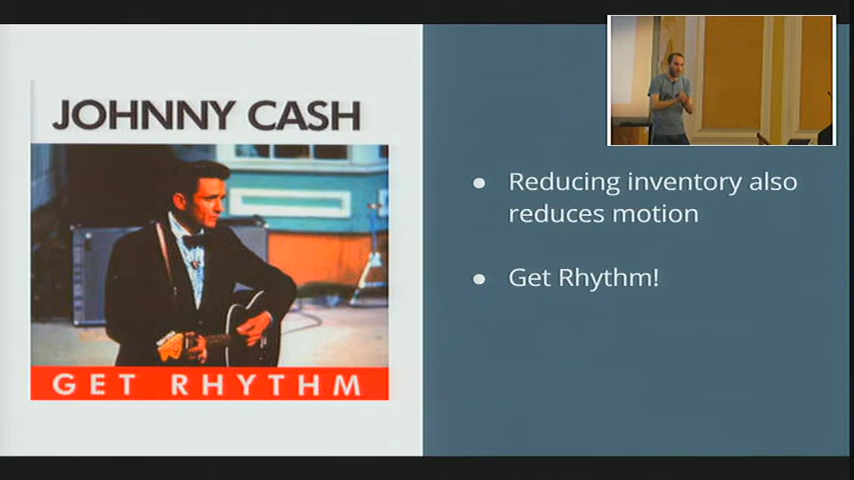 JOHNNY CASH
GET RHYTHM
● Reducing inventory also
reduces motion
● Get Rhythm!